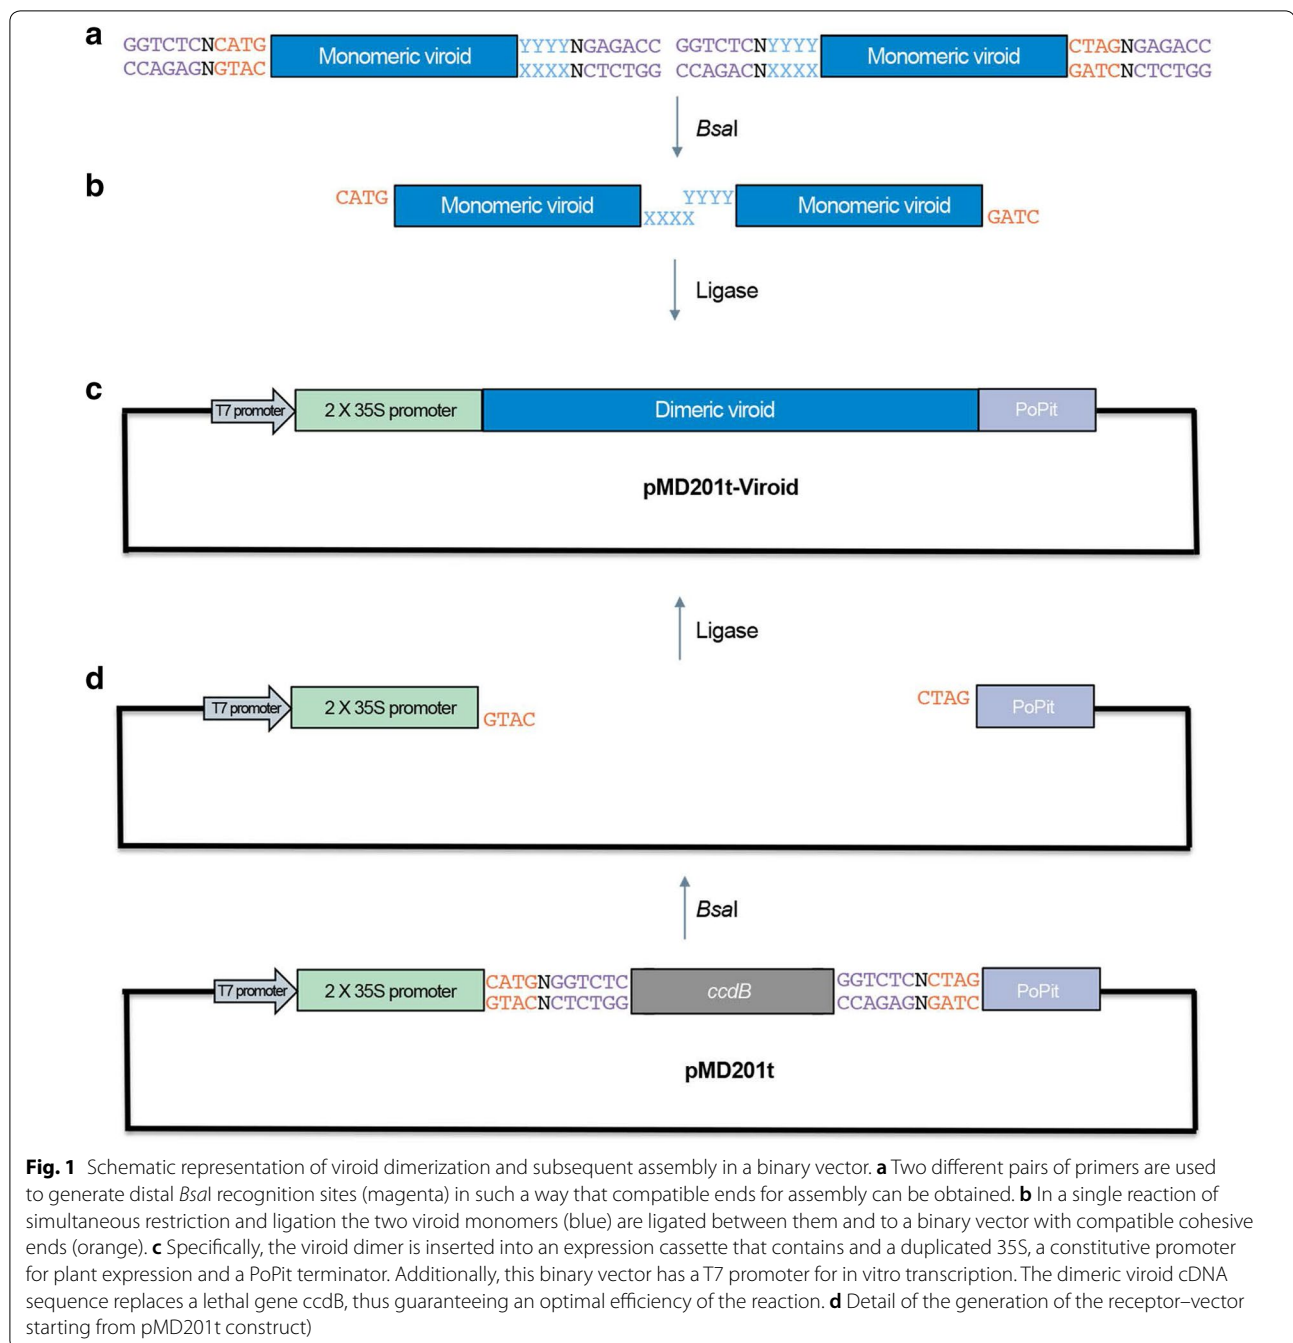 a
GGTCTCNCATG Monomeric viroid YYYYNGAGACC GGTCTCNYYYY Monomeric viroid CTAGNGAGACC
CCAGAGNGTAC XXXXNCTCTGG CCAGACNXXXX GATCNCTCTGG
BsaI
b
CATG Monomeric viroid XXXX YYYY Monomeric viroid GATC
Ligase
c
T7 promoter 2 X 35S promoter Dimeric viroid PoPit
pMD201t-Viroid
Ligase
d
T7 promoter 2 X 35S promoter GTAC CTAG PoPit
BsaI
T7 promoter 2 X 35S promoter CATGNGGTCTC ccdB GGTCTCNCTAG PoPit
GTACNCTCTGG CCAGAGNGATC
pMD201t
Fig. 1 Schematic representation of viroid dimerization and subsequent assembly in a binary vector. a Two different pairs of primers are used
to generate distal BsaI recognition sites (magenta) in such a way that compatible ends for assembly can be obtained. b In a single reaction of
simultaneous restriction and ligation the two viroid monomers (blue) are ligated between them and to a binary vector with compatible cohesive
ends (orange). c Specifically, the viroid dimer is inserted into an expression cassette that contains and a duplicated 35S, a constitutive promoter
for plant expression and a PoPit terminator. Additionally, this binary vector has a T7 promoter for in vitro transcription. The dimeric viroid cDNA
sequence replaces a lethal gene ccdB, thus guaranteeing an optimal efficiency of the reaction. d Detail of the generation of the receptor–vector
starting from pMD201t construct)